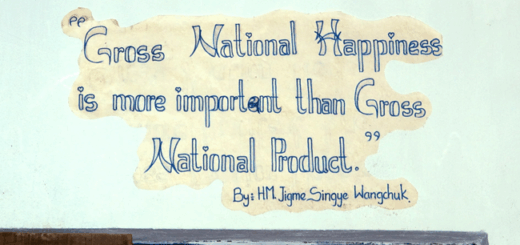 “Gross National Happiness
is more important than Gross
National Product.”
By: HM. Jigme Singye Wangchuk.